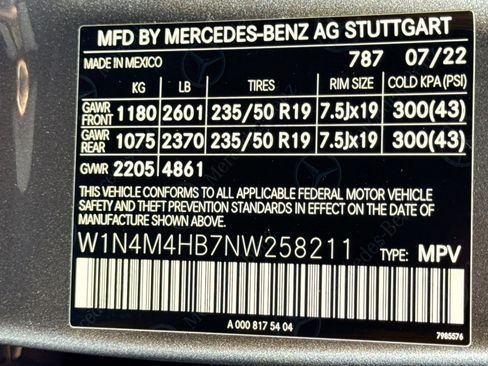 MFD BY MERCEDES-BENZ AG STUTTGART
MADE IN MEXICO 787 07/22
KG LB TIRES RIM SIZE COLD KPA (PSI)
GAWR FRONT 1180 2601 235/50 R19 7.5Jx19 300(43)
GAWR REAR 1075 2370 235/50 R19 7.5Jx19 300(43)
GVWR 2205 4861
THIS VEHICLE CONFORMS TO ALL APPLICABLE FEDERAL MOTOR VEHICLE
SAFETY AND THEFT PREVENTION STANDARDS IN EFFECT ON THE DATE OF
MANUFACTURE SHOWN ABOVE.
W1N4M4HB7NW258211 TYPE: MPV
A 000 817 54 04
7985576